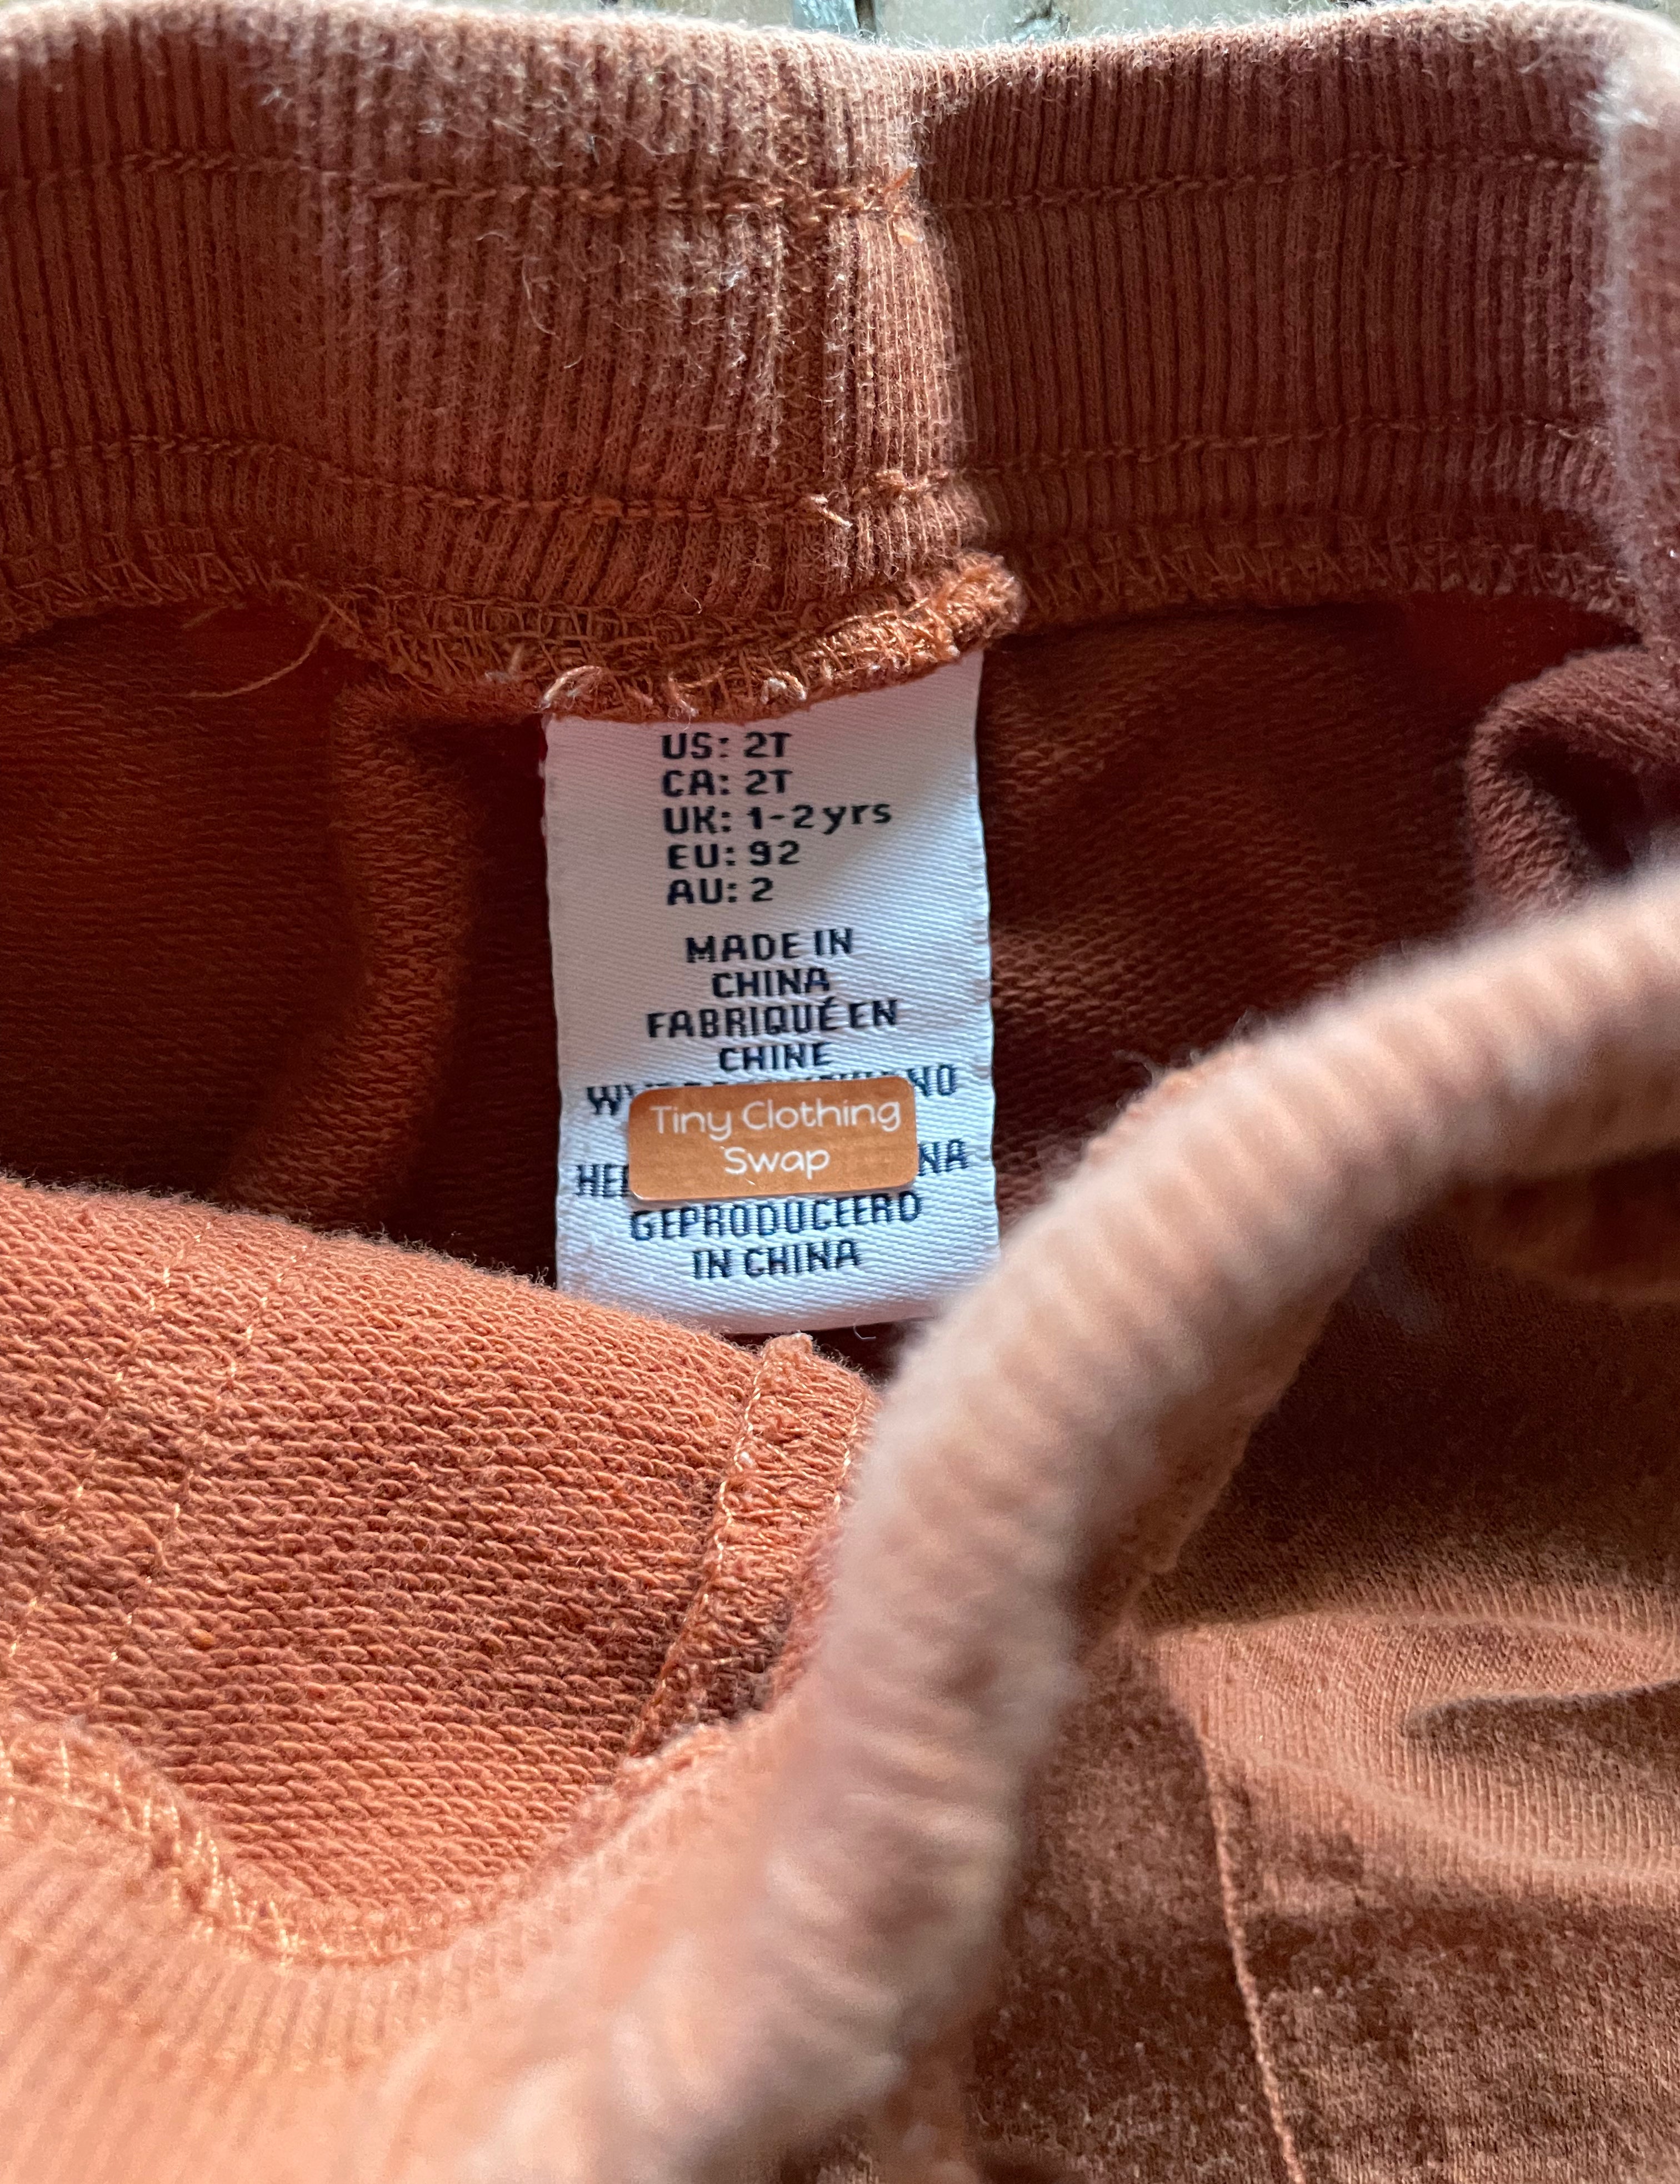 US: 2T
CA: 2T
UK: 1-2yrs
EU: 92
AU: 2
MADE IN
CHINA
FABRIQUÉ EN
CHINE
Tiny Clothing
Swap
GEPRODUCEERD
IN CHINA